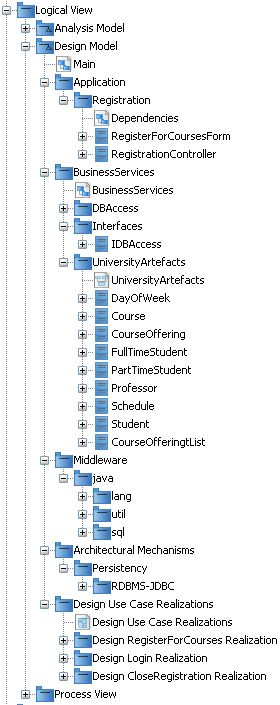 Logical View
Analysis Model
Design Model
Main
Application
Registration
Dependencies
RegisterForCoursesForm
RegistrationController
BusinessServices
BusinessServices
DBAccess
Interfaces
IDBAccess
UniversityArtefacts
UniversityArtefacts
DayOfWeek
Course
CourseOffering
FullTimeStudent
PartTimeStudent
Professor
Schedule
Student
CourseOfferingtList
Middleware
java
lang
util
sql
Architectural Mechanisms
Persistency
RDBMS-JDBC
Design Use Case Realizations
Design Use Case Realizations
Design RegisterForCourses Realization
Design Login Realization
Design CloseRegistration Realization
Process View